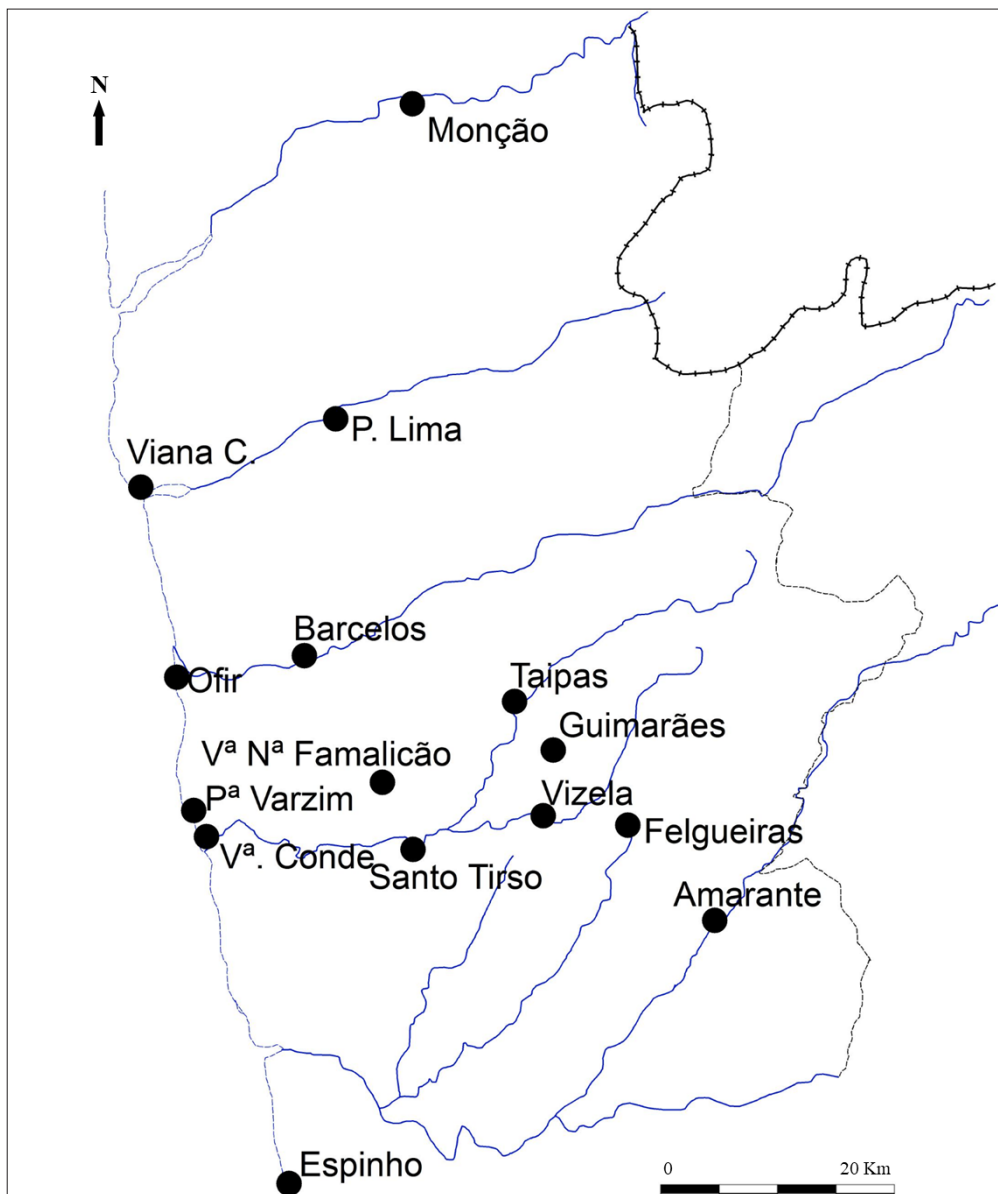 N
Monção
P. Lima
Viana C.
Barcelos
Ofir
Taipas
Guimarães
Vª Nª Famalicão
Pª Varzim
Vizela
Vª. Conde
Felgueiras
Santo Tirso
Amarante
Espinho
0 20 Km